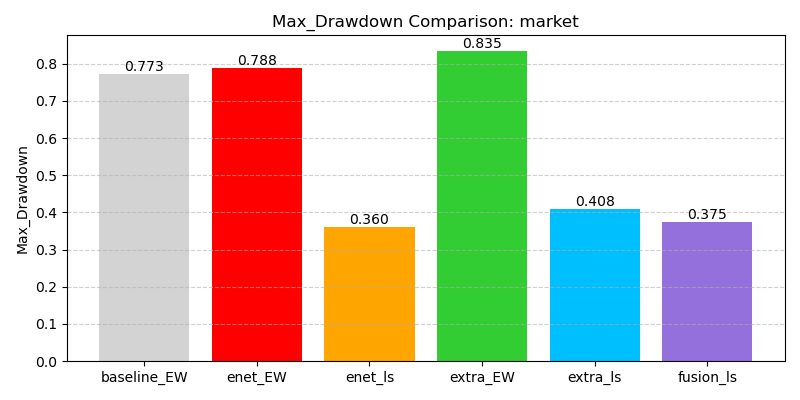 Max_Drawdown Comparison: market
Max_Drawdown
0.8
0.7
0.6
0.5
0.4
0.3
0.2
0.1
0.0
0.773
0.788
0.360
0.835
0.408
0.375
baseline_EW
enet_EW
enet_ls
extra_EW
extra_ls
fusion_ls